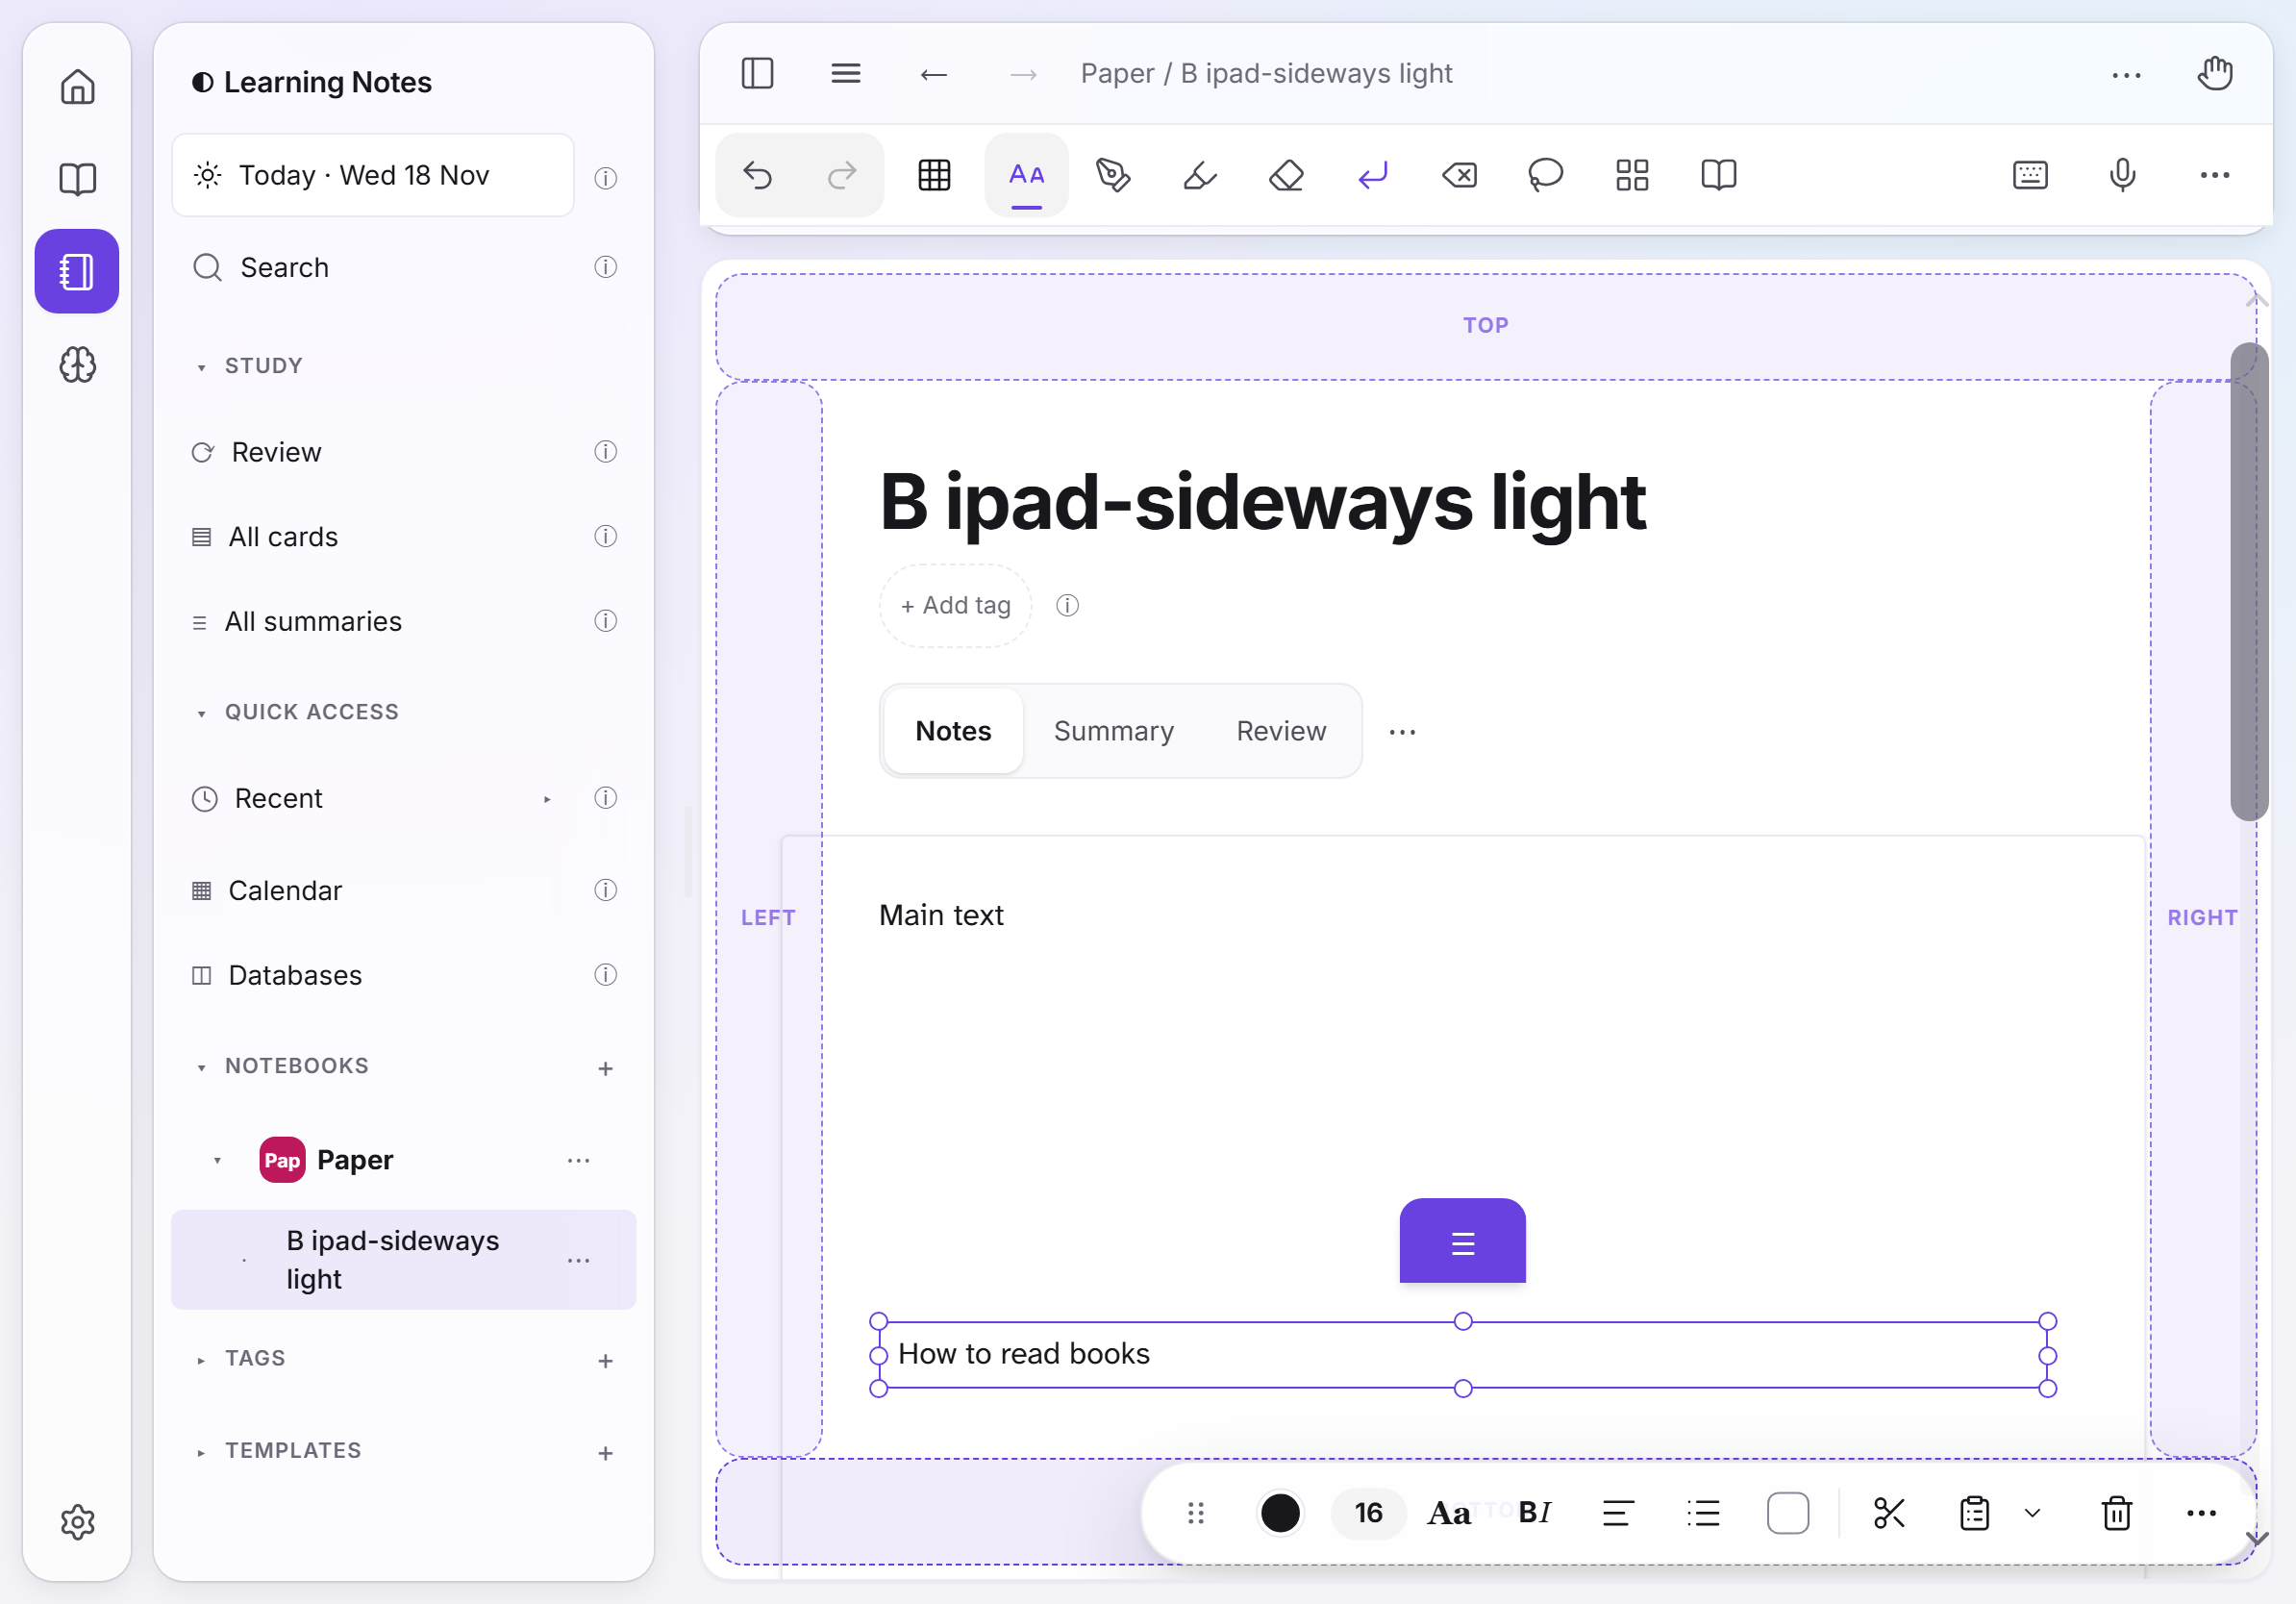 Learning Notes
Today · Wed 18 Nov
Search
STUDY
Review
All cards
All summaries
QUICK ACCESS
Recent
Calendar
Databases
NOTEBOOKS
Pap Paper
B ipad-sideways
light
TAGS
TEMPLATES
Paper / B ipad-sideways light
AA
TOP
B ipad-sideways light
+ Add tag
Notes Summary Review
LEFT
Main text
RIGHT
How to read books
16 Aa BI